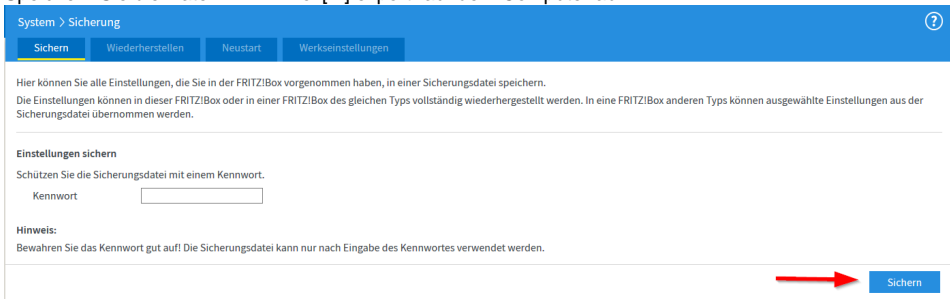 System > Sicherung
Sichern Wiederherstellen Neustart Werkseinstellungen
Hier können Sie alle Einstellungen, die Sie in der FRITZ!Box vorgenommen haben, in einer Sicherungsdatei speichern.
Die Einstellungen können in dieser FRITZ!Box oder in einer FRITZ!Box des gleichen Typs vollständig wiederhergestellt werden. In eine FRITZ!Box anderen Typs können ausgewählte Einstellungen aus der
Sicherungsdatei übernommen werden.
Einstellungen sichern
Schützen Sie die Sicherungsdatei mit einem Kennwort.
Kennwort
Hinweis:
Bewahren Sie das Kennwort gut auf! Die Sicherungsdatei kann nur nach Eingabe des Kennwortes verwendet werden.
Sichern